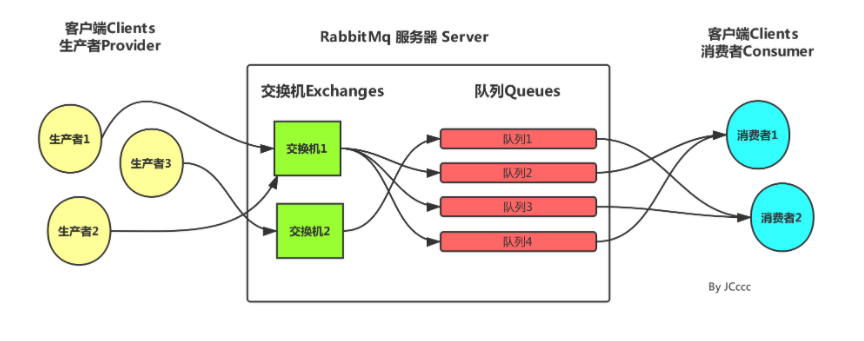 客户端Clients
生产者Provider
RabbitMq 服务器 Server
客户端Clients
消费者Consumer
交换机Exchanges
队列Queues
生产者1
生产者3
生产者2
交换机1
交换机2
队列1
队列2
队列3
队列4
消费者1
消费者2
By JCccc